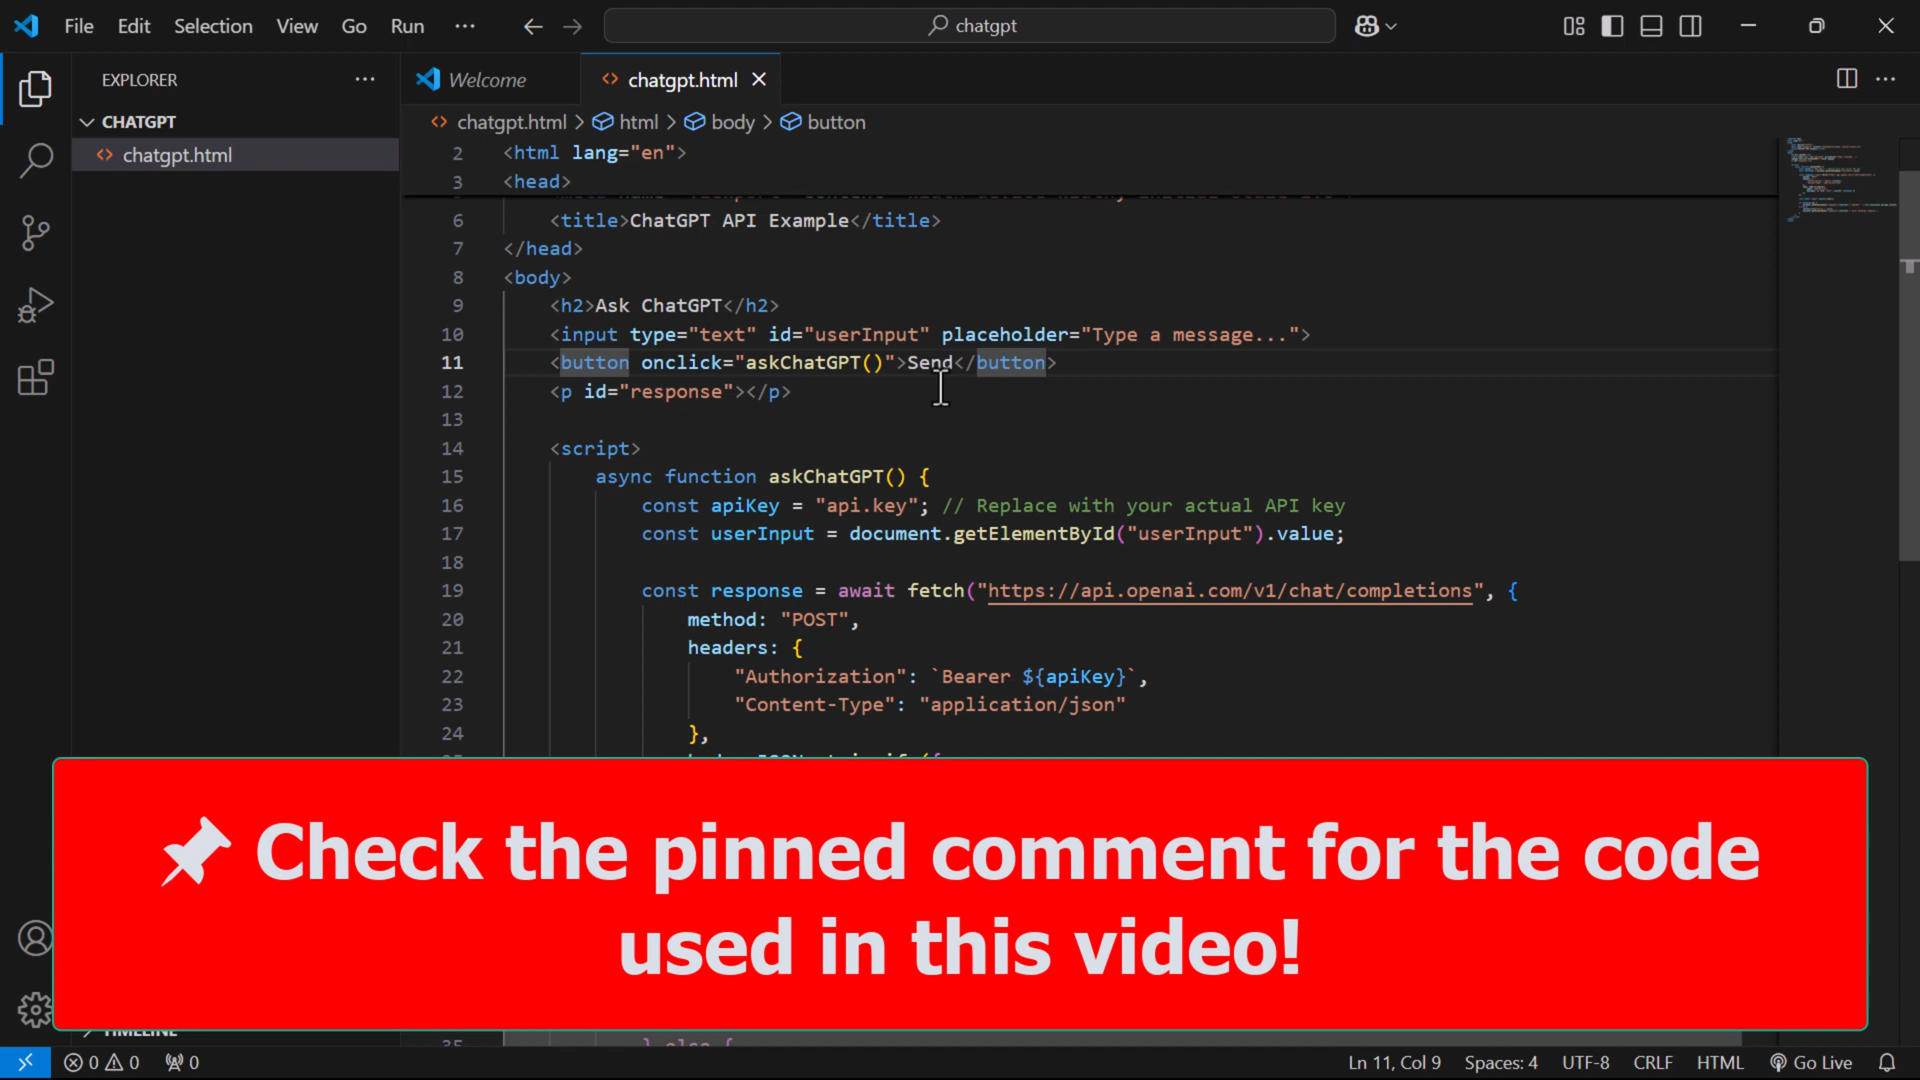 File Edit Selection View Go Run ··· chatgpt
EXPLORER ···
CHATGPT
chatgpt.html
Welcome chatgpt.html
chatgpt.html > html > body > button
2 <html lang="en">
3 <head>
6 <title>ChatGPT API Example</title>
7 </head>
8 <body>
9 <h2>Ask ChatGPT</h2>
10 <input type="text" id="userInput" placeholder="Type a message...">
11 <button onclick="askChatGPT()">Send</button>
12 <p id="response"></p>
13
14 <script>
15 async function askChatGPT() {
16 const apiKey = "api.key"; // Replace with your actual API key
17 const userInput = document.getElementById("userInput").value;
18
19 const response = await fetch("https://api.openai.com/v1/chat/completions", {
20 method: "POST",
21 headers: {
22 "Authorization": `Bearer ${apiKey}`,
23 "Content-Type": "application/json"
24 },
📌 Check the pinned comment for the code
used in this video!
TIMELINE
35 } else {
0 0 0 Ln 11, Col 9 Spaces: 4 UTF-8 CRLF HTML Go Live